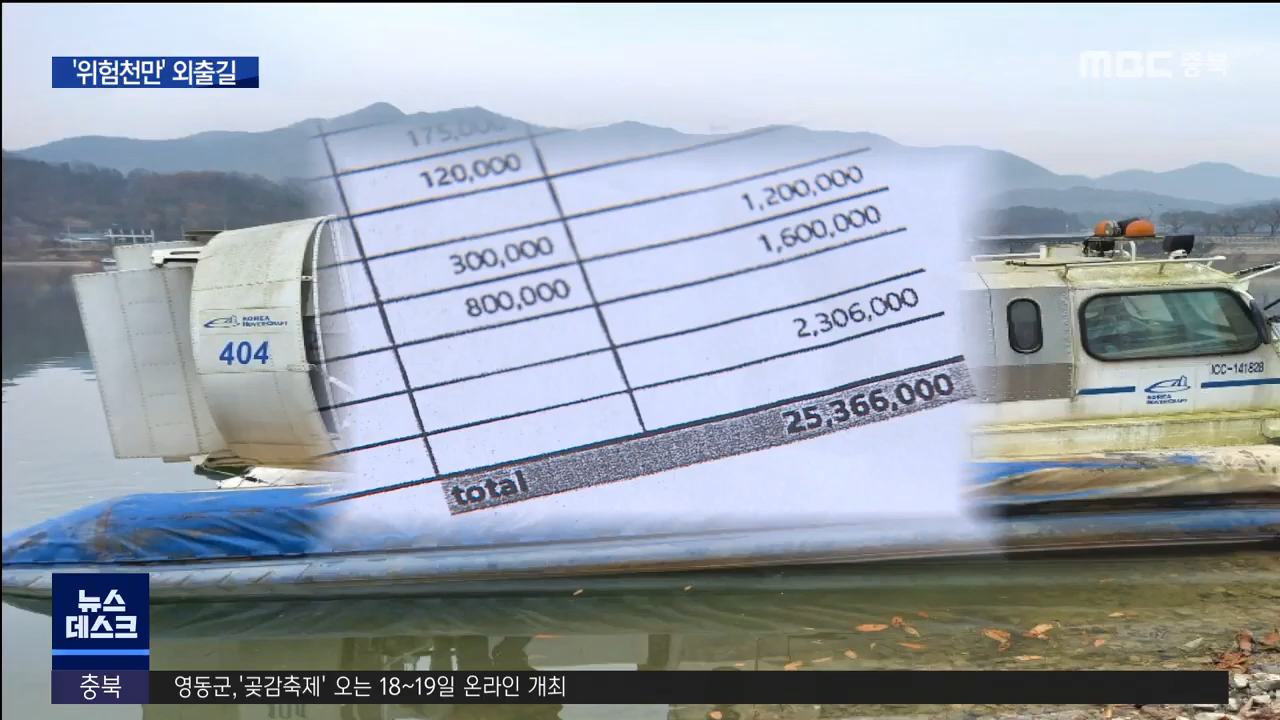 '위험천만' 외출길
MBC 중북
175,000
120,000
1,200,000
300,000
1,600,000
800,000
2,306,000
25,366,000
total
KOREA
HOVERCRAFT
404
ICC-141828
KOREA
HOVERCRAFT
뉴스
데스크
충북
영동군,'곶감축제' 오는 18~19일 온라인 개최